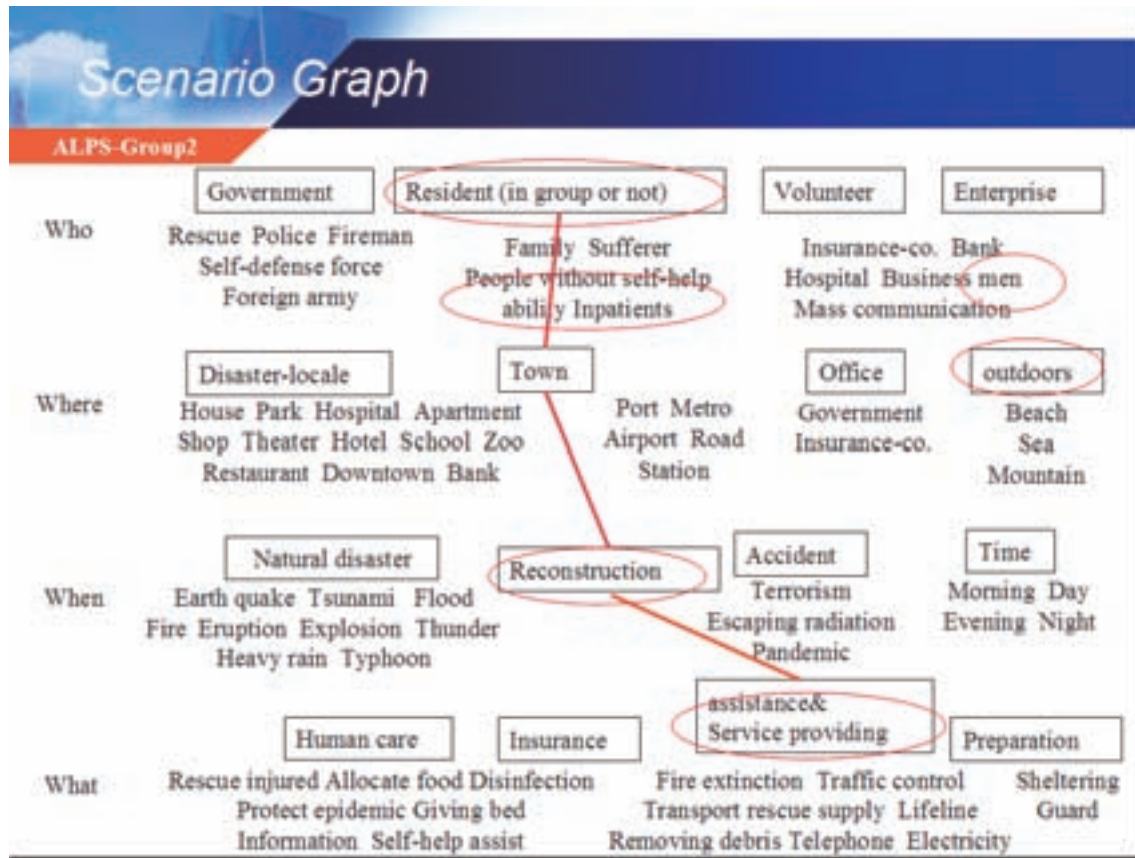 Scenario Graph
ALPS-Group2
Who
Government
Resident (in group or not)
Volunteer
Enterprise
Rescue Police Fireman
Self-defense force
Foreign army
Family Sufferer
People without self-help
ability Inpatients
Insurance-co. Bank
Hospital Business men
Mass communication
Where
Disaster-locale
Town
Office
outdoors
House Park Hospital Apartment
Shop Theater Hotel School Zoo
Restaurant Downtown Bank
Port Metro
Airport Road
Station
Government
Insurance-co.
Beach
Sea
Mountain
When
Natural disaster
Reconstruction
Accident
Time
Earth quake Tsunami Flood
Fire Eruption Explosion Thunder
Heavy rain Typhoon
Terrorism
Escaping radiation
Pandemic
Morning Day
Evening Night
What
Human care
Insurance
assistance&
Service providing
Preparation
Rescue injured Allocate food Disinfection
Protect epidemic Giving bed
Information Self-help assist
Fire extinction Traffic control
Transport rescue supply Lifeline
Removing debris Telephone Electricity
Sheltering
Guard